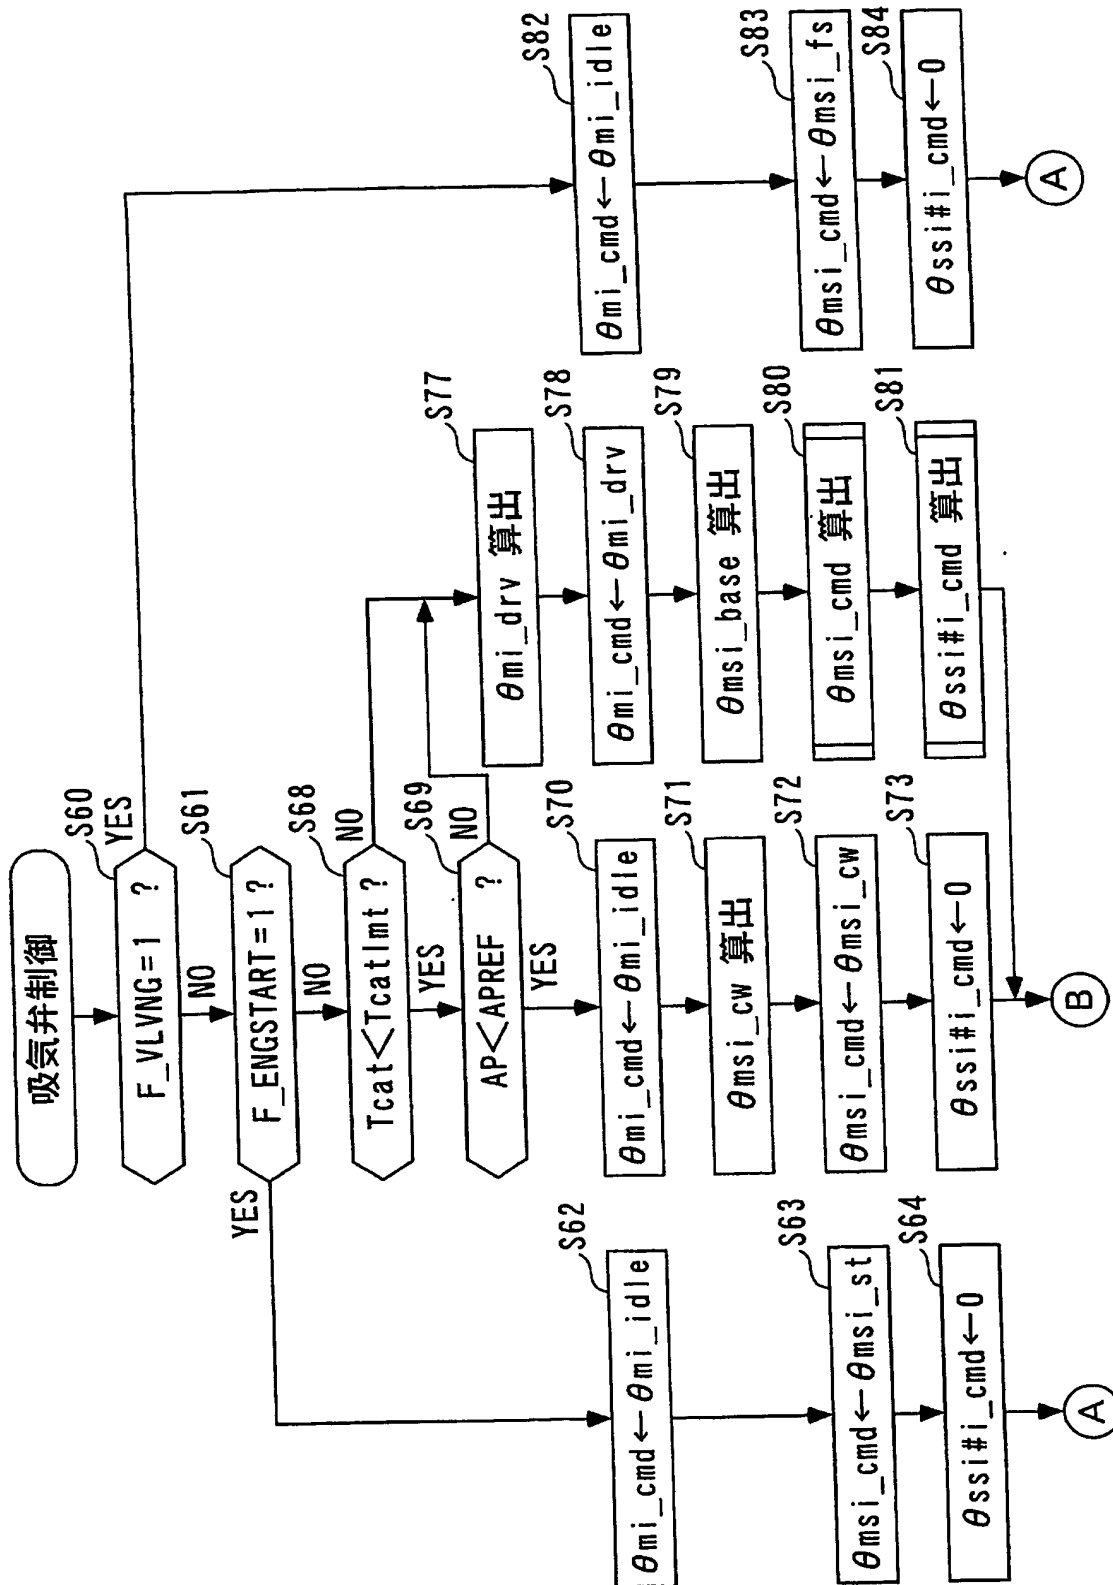 吸気弁制御
S60
F_VLVNG=1 ?
YES
NO
S61
F_ENGSTART=1?
YES
NO
S68
Tcat<Tcatlmt?
NO
YES
S69
AP<APREF ?
NO
YES
S62
θmi_cmd←θmi_idle
S63
θmsi_cmd←θmsi_st
S64
θssi#i_cmd←0
A
S70
θmi_cmd←θmi_idle
S71
θmsi_cw 算出
S72
θmsi_cmd←θmsi_cw
S73
θssi#i_cmd←0
B
S77
θmi_drv 算出
S78
θmi_cmd←θmi_drv
S79
θmsi_base 算出
S80
θmsi_cmd 算出
S81
θssi#i_cmd 算出
S82
θmi_cmd←θmi_idle
S83
θmsi_cmd←θmsi_fs
S84
θssi#i_cmd←0
A